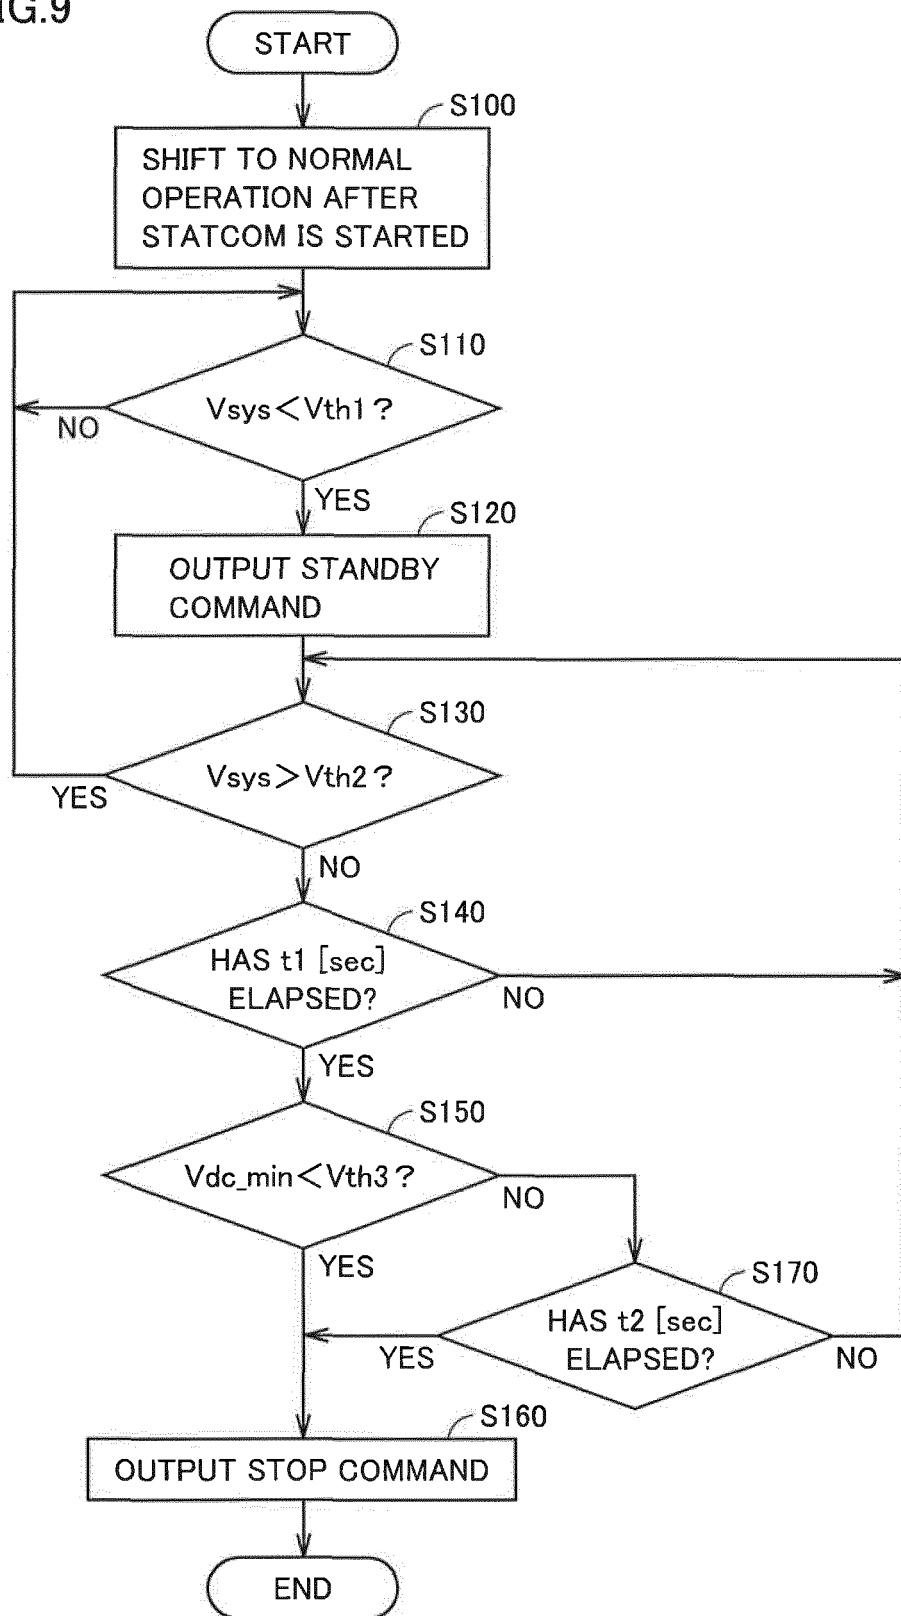 IG.9
START
S100
SHIFT TO NORMAL
OPERATION AFTER
STATCOM IS STARTED
S110
Vsys<Vth1?
NO
YES
S120
OUTPUT STANDBY
COMMAND
S130
Vsys>Vth2?
YES
NO
S140
HAS t1 [sec]
ELAPSED?
NO
YES
S150
Vdc_min<Vth3?
NO
YES
S170
HAS t2 [sec]
ELAPSED?
YES
NO
S160
OUTPUT STOP COMMAND
END